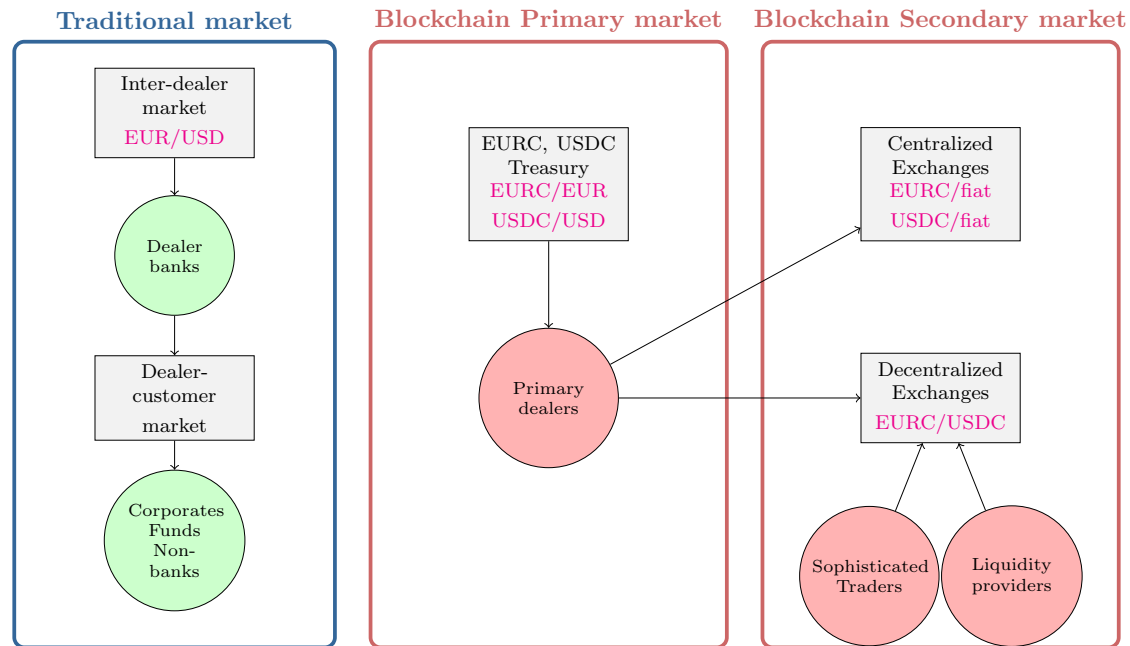 Traditional market
Inter-dealer
market
EUR/USD
Dealer
banks
Dealer-
customer
market
Corporates
Funds
Non-
banks
Blockchain Primary market
EURC, USDC
Treasury
EURC/EUR
USDC/USD
Primary
dealers
Blockchain Secondary market
Centralized
Exchanges
EURC/fiat
USDC/fiat
Decentralized
Exchanges
EURC/USDC
Sophisticated
Traders
Liquidity
providers